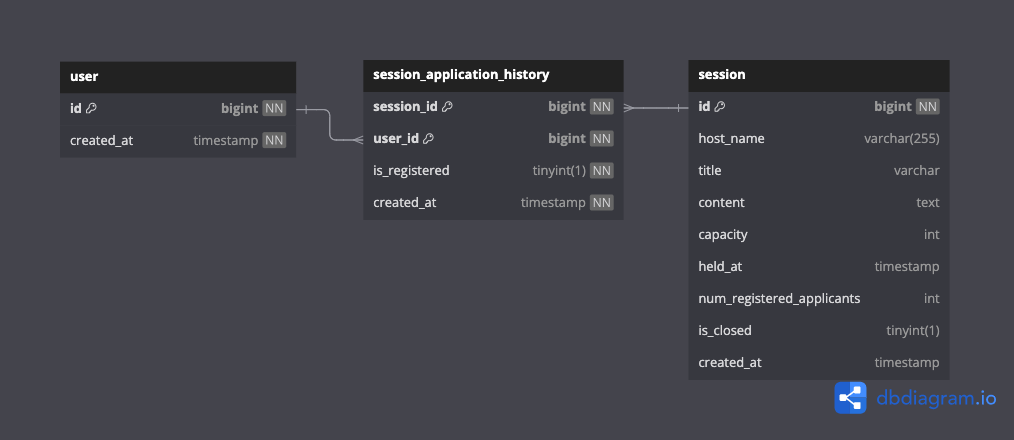 user
id bigint NN
created_at timestamp NN
session_application_history
session_id bigint NN
user_id bigint NN
is_registered tinyint(1) NN
created_at timestamp NN
session
id bigint NN
host_name varchar(255)
title varchar
content text
capacity int
held_at timestamp
num_registered_applicants int
is_closed tinyint(1)
created_at timestamp
dbdiagram.io